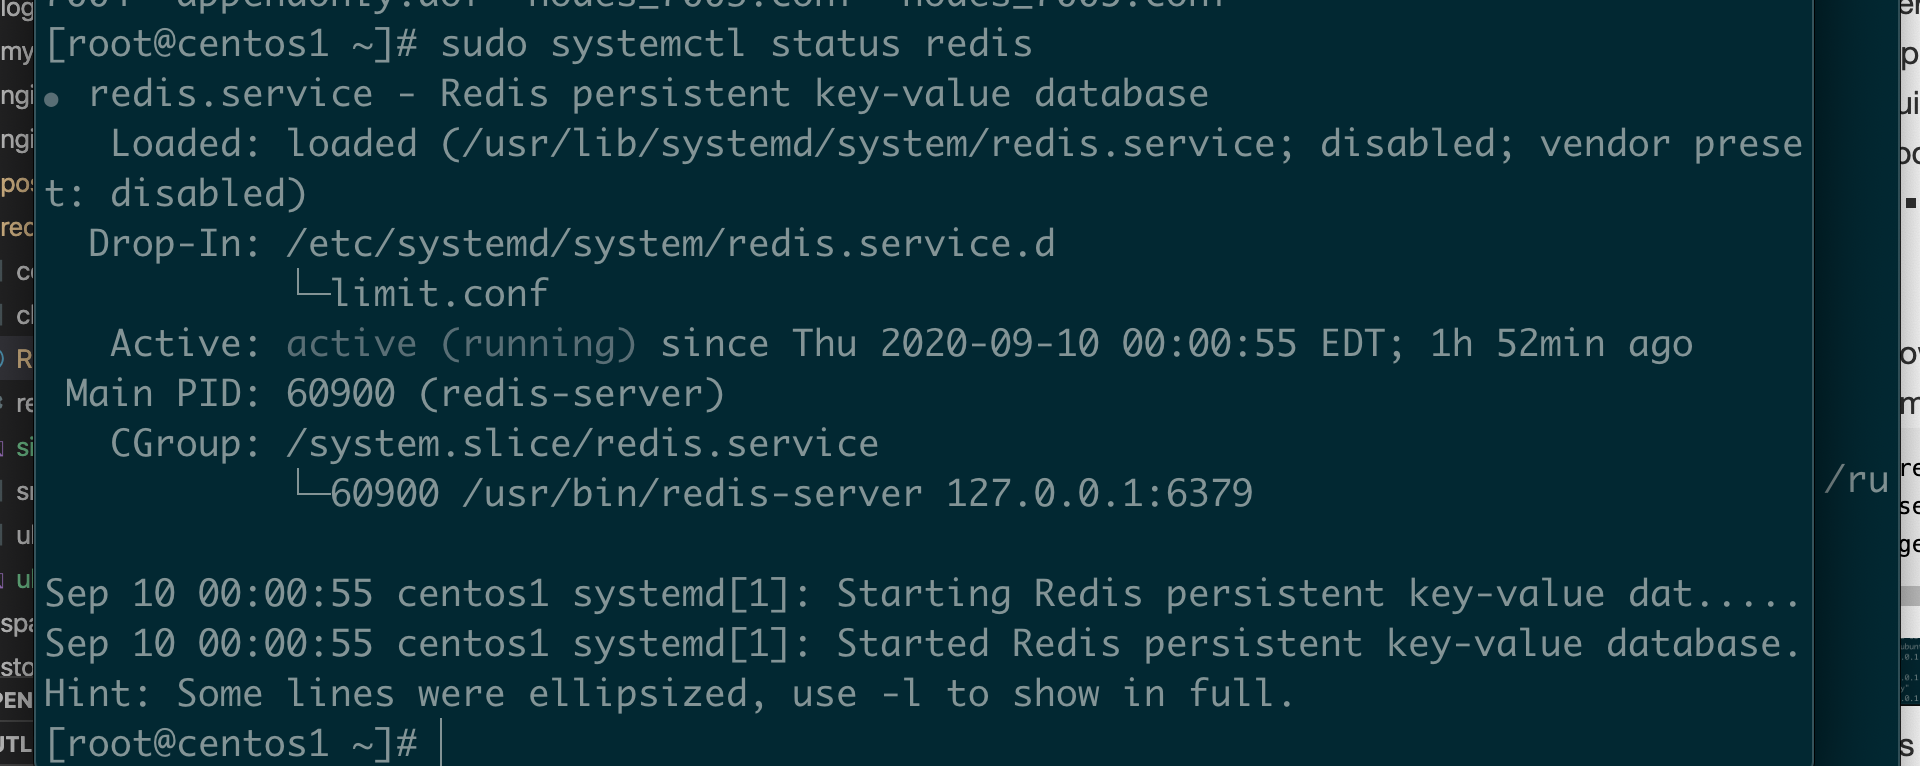 [root@centos1 ~]# sudo systemctl status redis
● redis.service - Redis persistent key-value database
   Loaded: loaded (/usr/lib/systemd/system/redis.service; disabled; vendor prese
t: disabled)
  Drop-In: /etc/systemd/system/redis.service.d
           └─limit.conf
   Active: active (running) since Thu 2020-09-10 00:00:55 EDT; 1h 52min ago
 Main PID: 60900 (redis-server)
   CGroup: /system.slice/redis.service
           └─60900 /usr/bin/redis-server 127.0.0.1:6379
/ru
Sep 10 00:00:55 centos1 systemd[1]: Starting Redis persistent key-value dat.....
Sep 10 00:00:55 centos1 systemd[1]: Started Redis persistent key-value database.
Hint: Some lines were ellipsized, use -l to show in full.
[root@centos1 ~]#